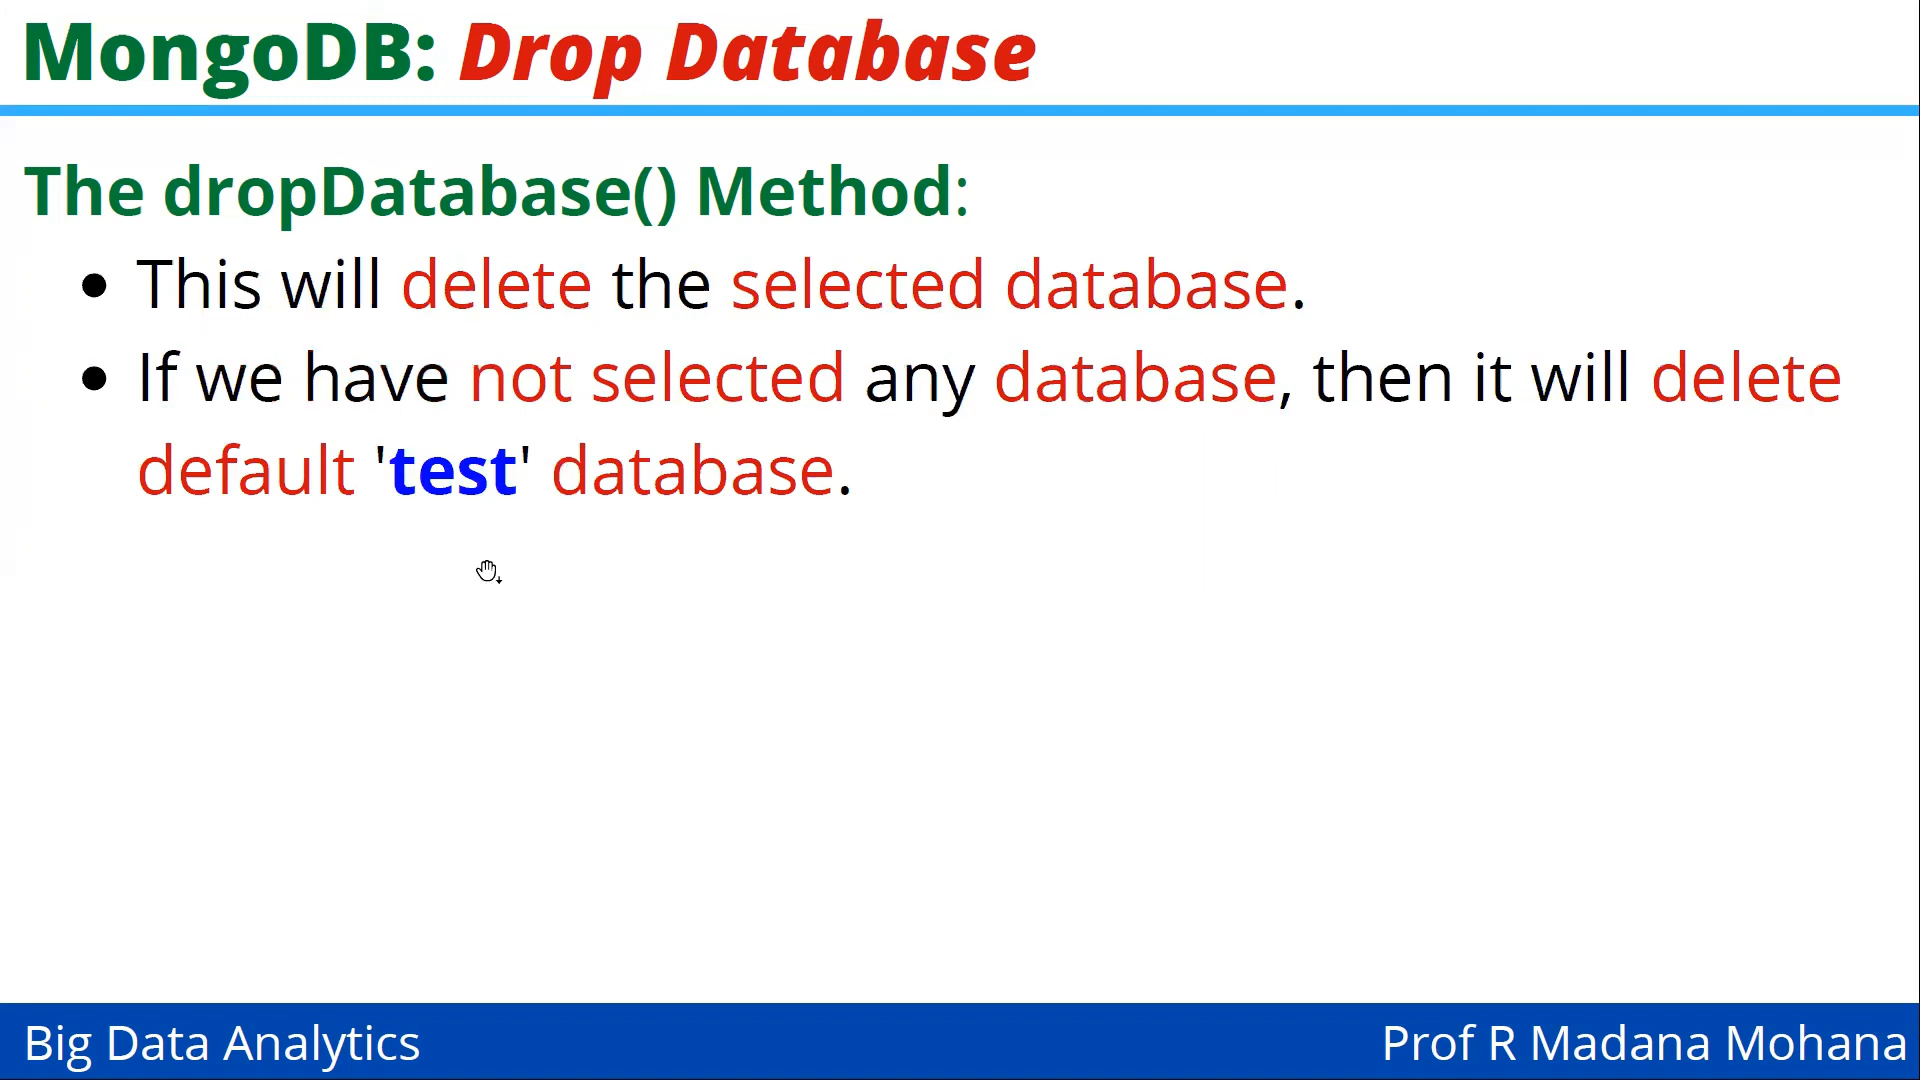 MongoDB: Drop Database
The dropDatabase() Method:
• This will delete the selected database.
• If we have not selected any database, then it will delete
default 'test' database.
Big Data Analytics
Prof R Madana Mohana